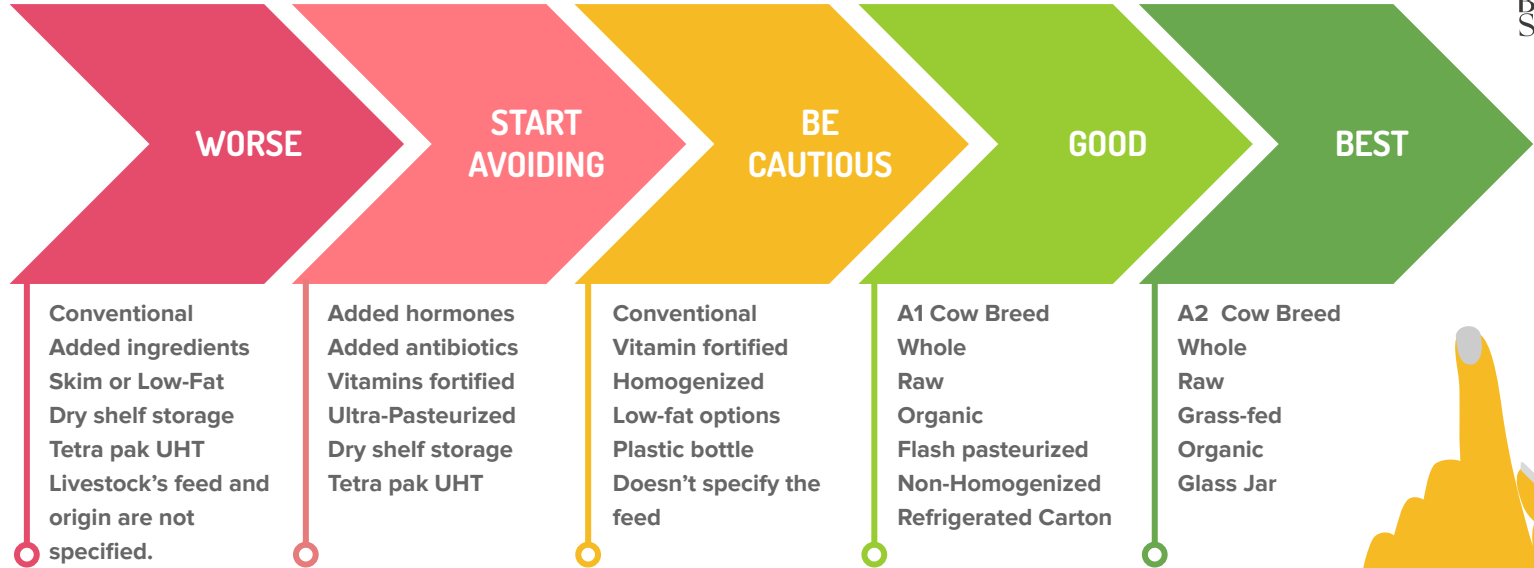 WORSE
START
AVOIDING
BE
CAUTIOUS
GOOD
BEST
Conventional
Added ingredients
Skim or Low-Fat
Dry shelf storage
Tetra pak UHT
Livestock’s feed and
origin are not
specified.
Added hormones
Added antibiotics
Vitamins fortified
Ultra-Pasteurized
Dry shelf storage
Tetra pak UHT
Conventional
Vitamin fortified
Homogenized
Low-fat options
Plastic bottle
Doesn’t specify the
feed
A1 Cow Breed
Whole
Raw
Organic
Flash pasteurized
Non-Homogenized
Refrigerated Carton
A2  Cow Breed
Whole
Raw
Grass-fed
Organic
Glass Jar